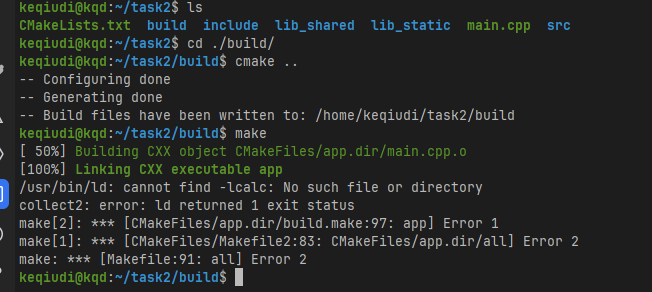 keqiudi@kqd:~/task2$ ls
CMakeLists.txt build include lib_shared lib_static main.cpp src
keqiudi@kqd:~/task2$ cd ./build/
keqiudi@kqd:~/task2/build$ cmake ..
-- Configuring done
-- Generating done
-- Build files have been written to: /home/keqiudi/task2/build
keqiudi@kqd:~/task2/build$ make
[ 50%] Building CXX object CMakeFiles/app.dir/main.cpp.o
[100%] Linking CXX executable app
/usr/bin/ld: cannot find -lcalc: No such file or directory
collect2: error: ld returned 1 exit status
make[2]: *** [CMakeFiles/app.dir/build.make:97: app] Error 1
make[1]: *** [CMakeFiles/Makefile2:83: CMakeFiles/app.dir/all] Error 2
make: *** [Makefile:91: all] Error 2
keqiudi@kqd:~/task2/build$